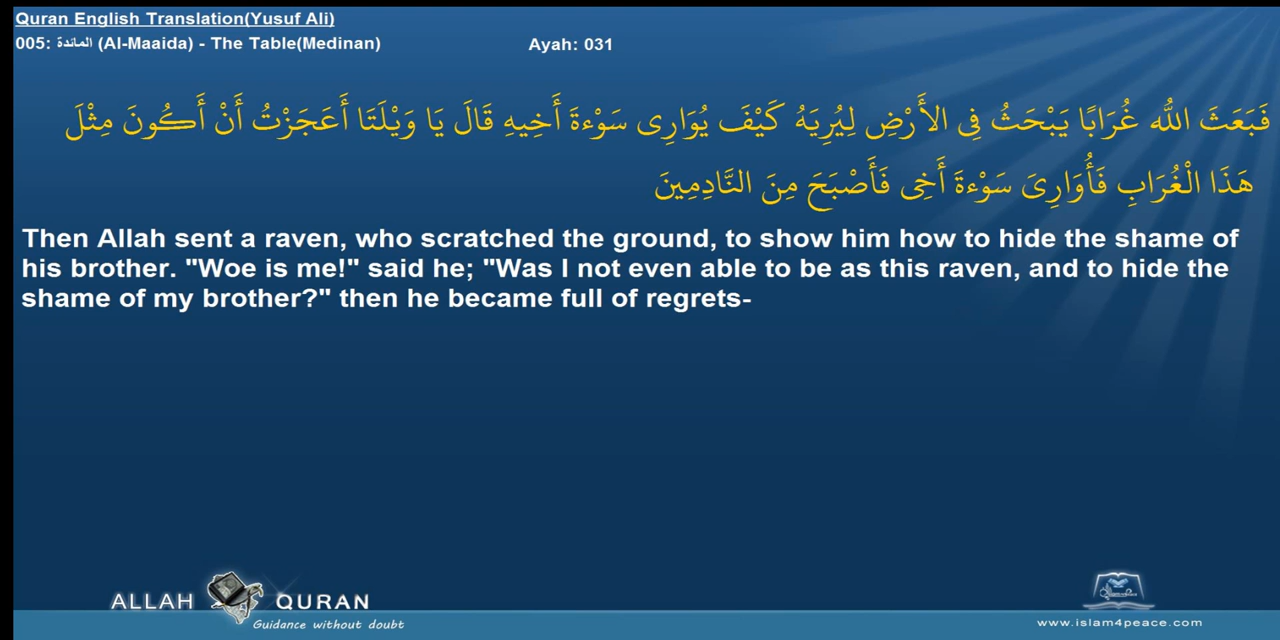 Quran English Translation(Yusuf Ali)
005: المائدة (Al-Maaida) - The Table(Medinan) Ayah: 031
فَبَعَثَ اللَّه غُرَابًا يَبْحَثُ فِى الأَرْضِ لِيُرِيَهُ كَيْفَ يُوَارِى سَوْءةَ أَخِيهِ قَالَ يَا وَيْلَتَا أَعَجَزْتُ أَنْ أَكُونَ مِثْلَ
هَذَا الْغُرَابِ فَأُوَارِىَ سَوْءةَ أَخِى فَأَصْبَحَ مِنَ النَّادِمِينَ
Then Allah sent a raven, who scratched the ground, to show him how to hide the shame of
his brother. "Woe is me!" said he; "Was I not even able to be as this raven, and to hide the
shame of my brother?" then he became full of regrets-
ALLAH QURAN
Guidance without doubt
www.islam4peace.com